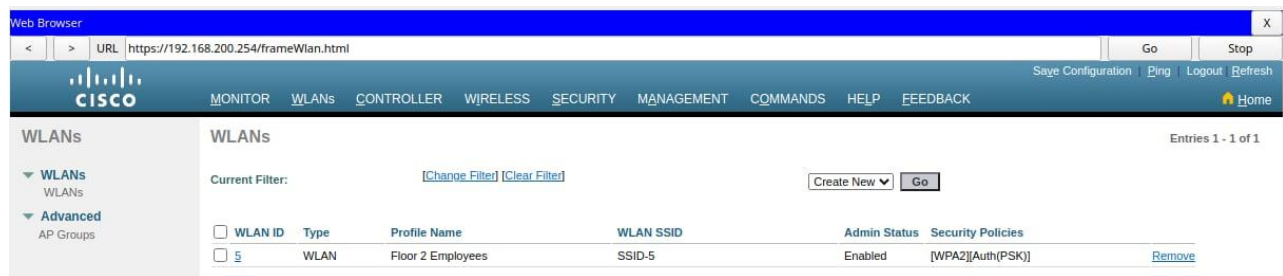 Web Browser X
< > URL https://192.168.200.254/frameWlan.html Go Stop
Save Configuration | Ping | Logout | Refresh
CISCO MONITOR WLANs CONTROLLER WIRELESS SECURITY MANAGEMENT COMMANDS HELP FEEDBACK Home
WLANs WLANs Entries 1 - 1 of 1
WLANs
WLANs
Advanced
AP Groups
Current Filter: [Change Filter] [Clear Filter] Create New Go
WLAN ID Type Profile Name WLAN SSID Admin Status Security Policies
5 WLAN Floor 2 Employees SSID-5 Enabled [WPA2][Auth(PSK)] Remove